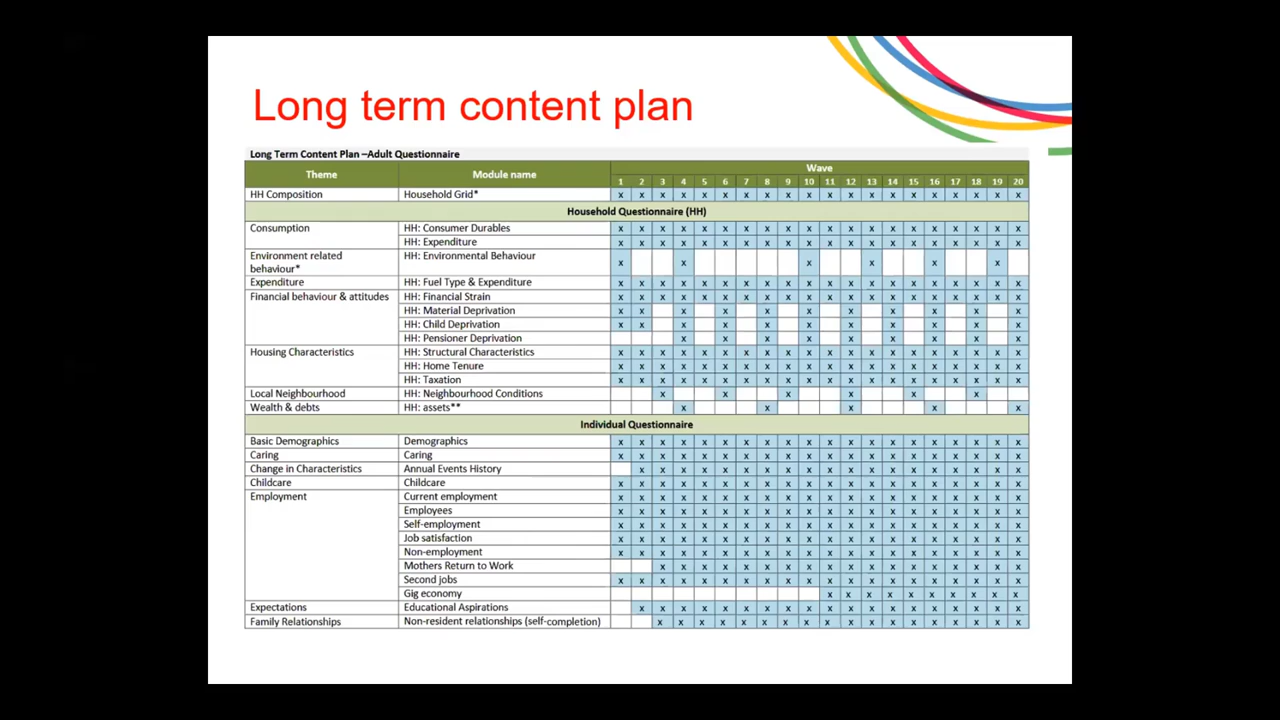 Long term content plan
Long Term Content Plan –Adult Questionnaire
Theme Module name Wave
1 2 3 4 5 6 7 8 9 10 11 12 13 14 15 16 17 18 19 20
HH Composition Household Grid* x x x x x x x x x x x x x x x x x x x x
Household Questionnaire (HH)
Consumption HH: Consumer Durables x x x x x x x x x x x x x x x x x x x x
HH: Expenditure x x x x x x x x x x x x x x x x x x x x
Environment related HH: Environmental Behaviour
behaviour* x x x x x x
Expenditure HH: Fuel Type & Expenditure x x x x x x x x x x x x x x x x x x x x
Financial behaviour & attitudes HH: Financial Strain x x x x x x x x x x x x x x x x x x x x
HH: Material Deprivation x x x x x x x x x x x
HH: Child Deprivation x x x x x x x x x x x
HH: Pensioner Deprivation x x x x x x x x x
Housing Characteristics HH: Structural Characteristics x x x x x x x x x x x x x x x x x x x x
HH: Home Tenure x x x x x x x x x x x x x x x x x x x x
HH: Taxation x x x x x x x x x x x x x x x x x x x x
Local Neighbourhood HH: Neighbourhood Conditions x x x x x x
Wealth & debts HH: assets** x x x x x
Individual Questionnaire
Basic Demographics Demographics x x x x x x x x x x x x x x x x x x x x
Caring Caring x x x x x x x x x x x x x x x x x x x x
Change in Characteristics Annual Events History x x x x x x x x x x x x x x x x x x x
Childcare Childcare x x x x x x x x x x x x x x x x x x x x
Employment Current employment x x x x x x x x x x x x x x x x x x x x
Employees x x x x x x x x x x x x x x x x x x x x
Self-employment x x x x x x x x x x x x x x x x x x x x
Job satisfaction x x x x x x x x x x x x x x x x x x x x
Non-employment x x x x x x x x x x x x x x x x x x x x
Mothers Return to Work x x x x x x x x x x x x x x x x x x
Second jobs x x x x x x x x x x x x x x x x x x x x
Gig economy x x x x x x x x x x
Expectations Educational Aspirations x x x x x x x x x x x x x x x x x x x
Family Relationships Non-resident relationships (self-completion) x x x x x x x x x x x x x x x x x x